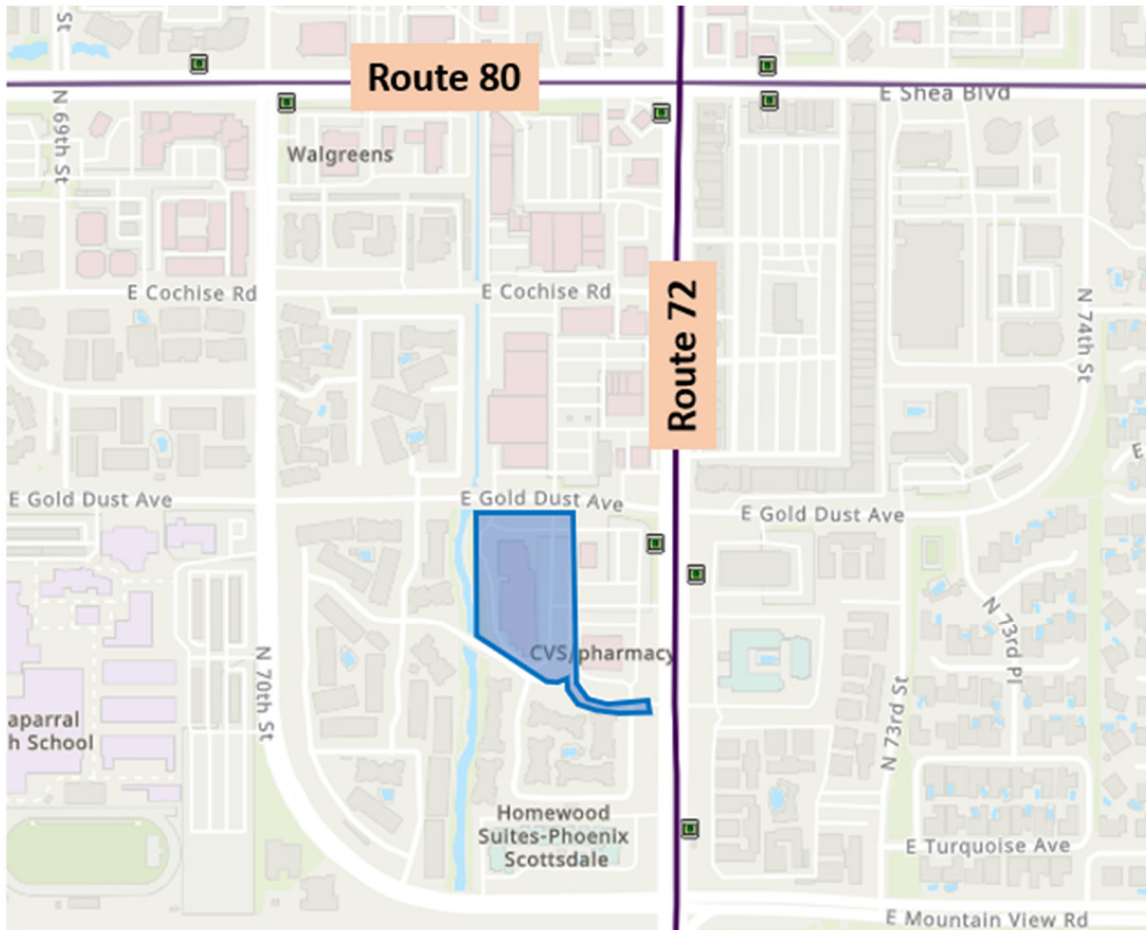 St
Route 80
E Shea Blvd
N 69th St
Walgreens
E Cochise Rd
E Cochise Rd
Route 72
N 74th St
E
E Gold Dust Ave
E Gold Dust Ave
E Gold Dust Ave
N 73rd Pl
CVS/pharmacy
N 70th St
N 73rd St
aparral
h School
Homewood
Suites-Phoenix
Scottsdale
E Turquoise Ave
E Mountain View Rd